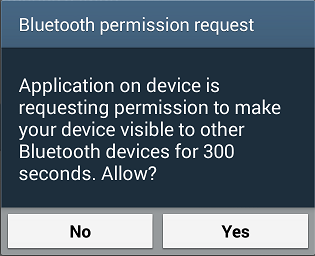 Bluetooth permission request
Application on device is
requesting permission to make
your device visible to other
Bluetooth devices for 300
seconds. Allow?
No
Yes